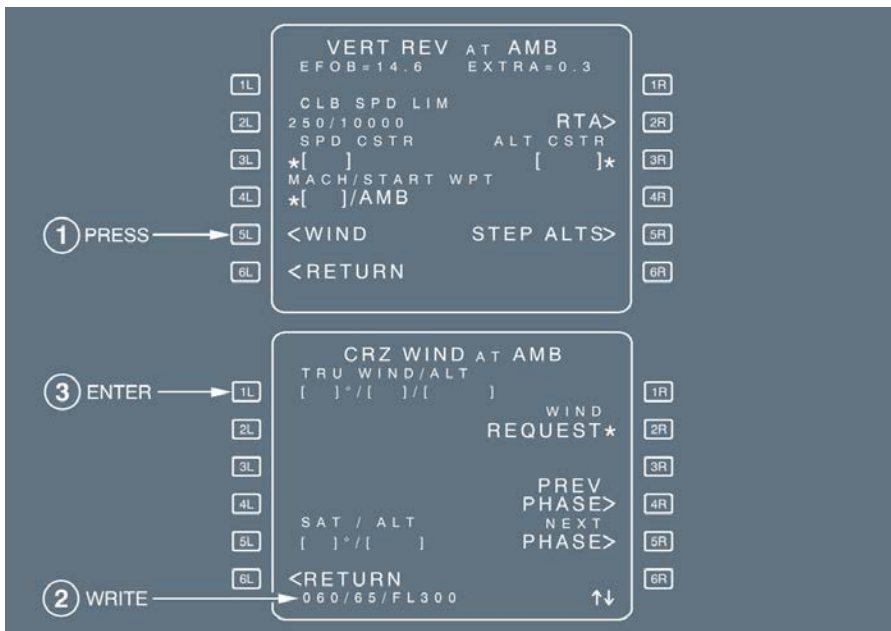 VERT REV AT AMB
EFOB=14.6 EXTRA=0.3
1L 1R
CLB SPD LIM
2L 250/10000 RTA> 2R
SPD CSTR ALT CSTR
3L *[ ] [ ]* 3R
MACH/START WPT
4L *[ ]/AMB 4R
1 PRESS 5L <WIND STEP ALTS> 5R
6L <RETURN 6R
CRZ WIND AT AMB
TRU WIND/ALT
3 ENTER 1L [ ]°/[ ]/[ ] 1R
WIND
2L REQUEST* 2R
3L 3R
PREV
4L PHASE> 4R
SAT / ALT NEXT
5L [ ]°/[ ] PHASE> 5R
6L <RETURN 6R
2 WRITE 060/65/FL300 ↑↓